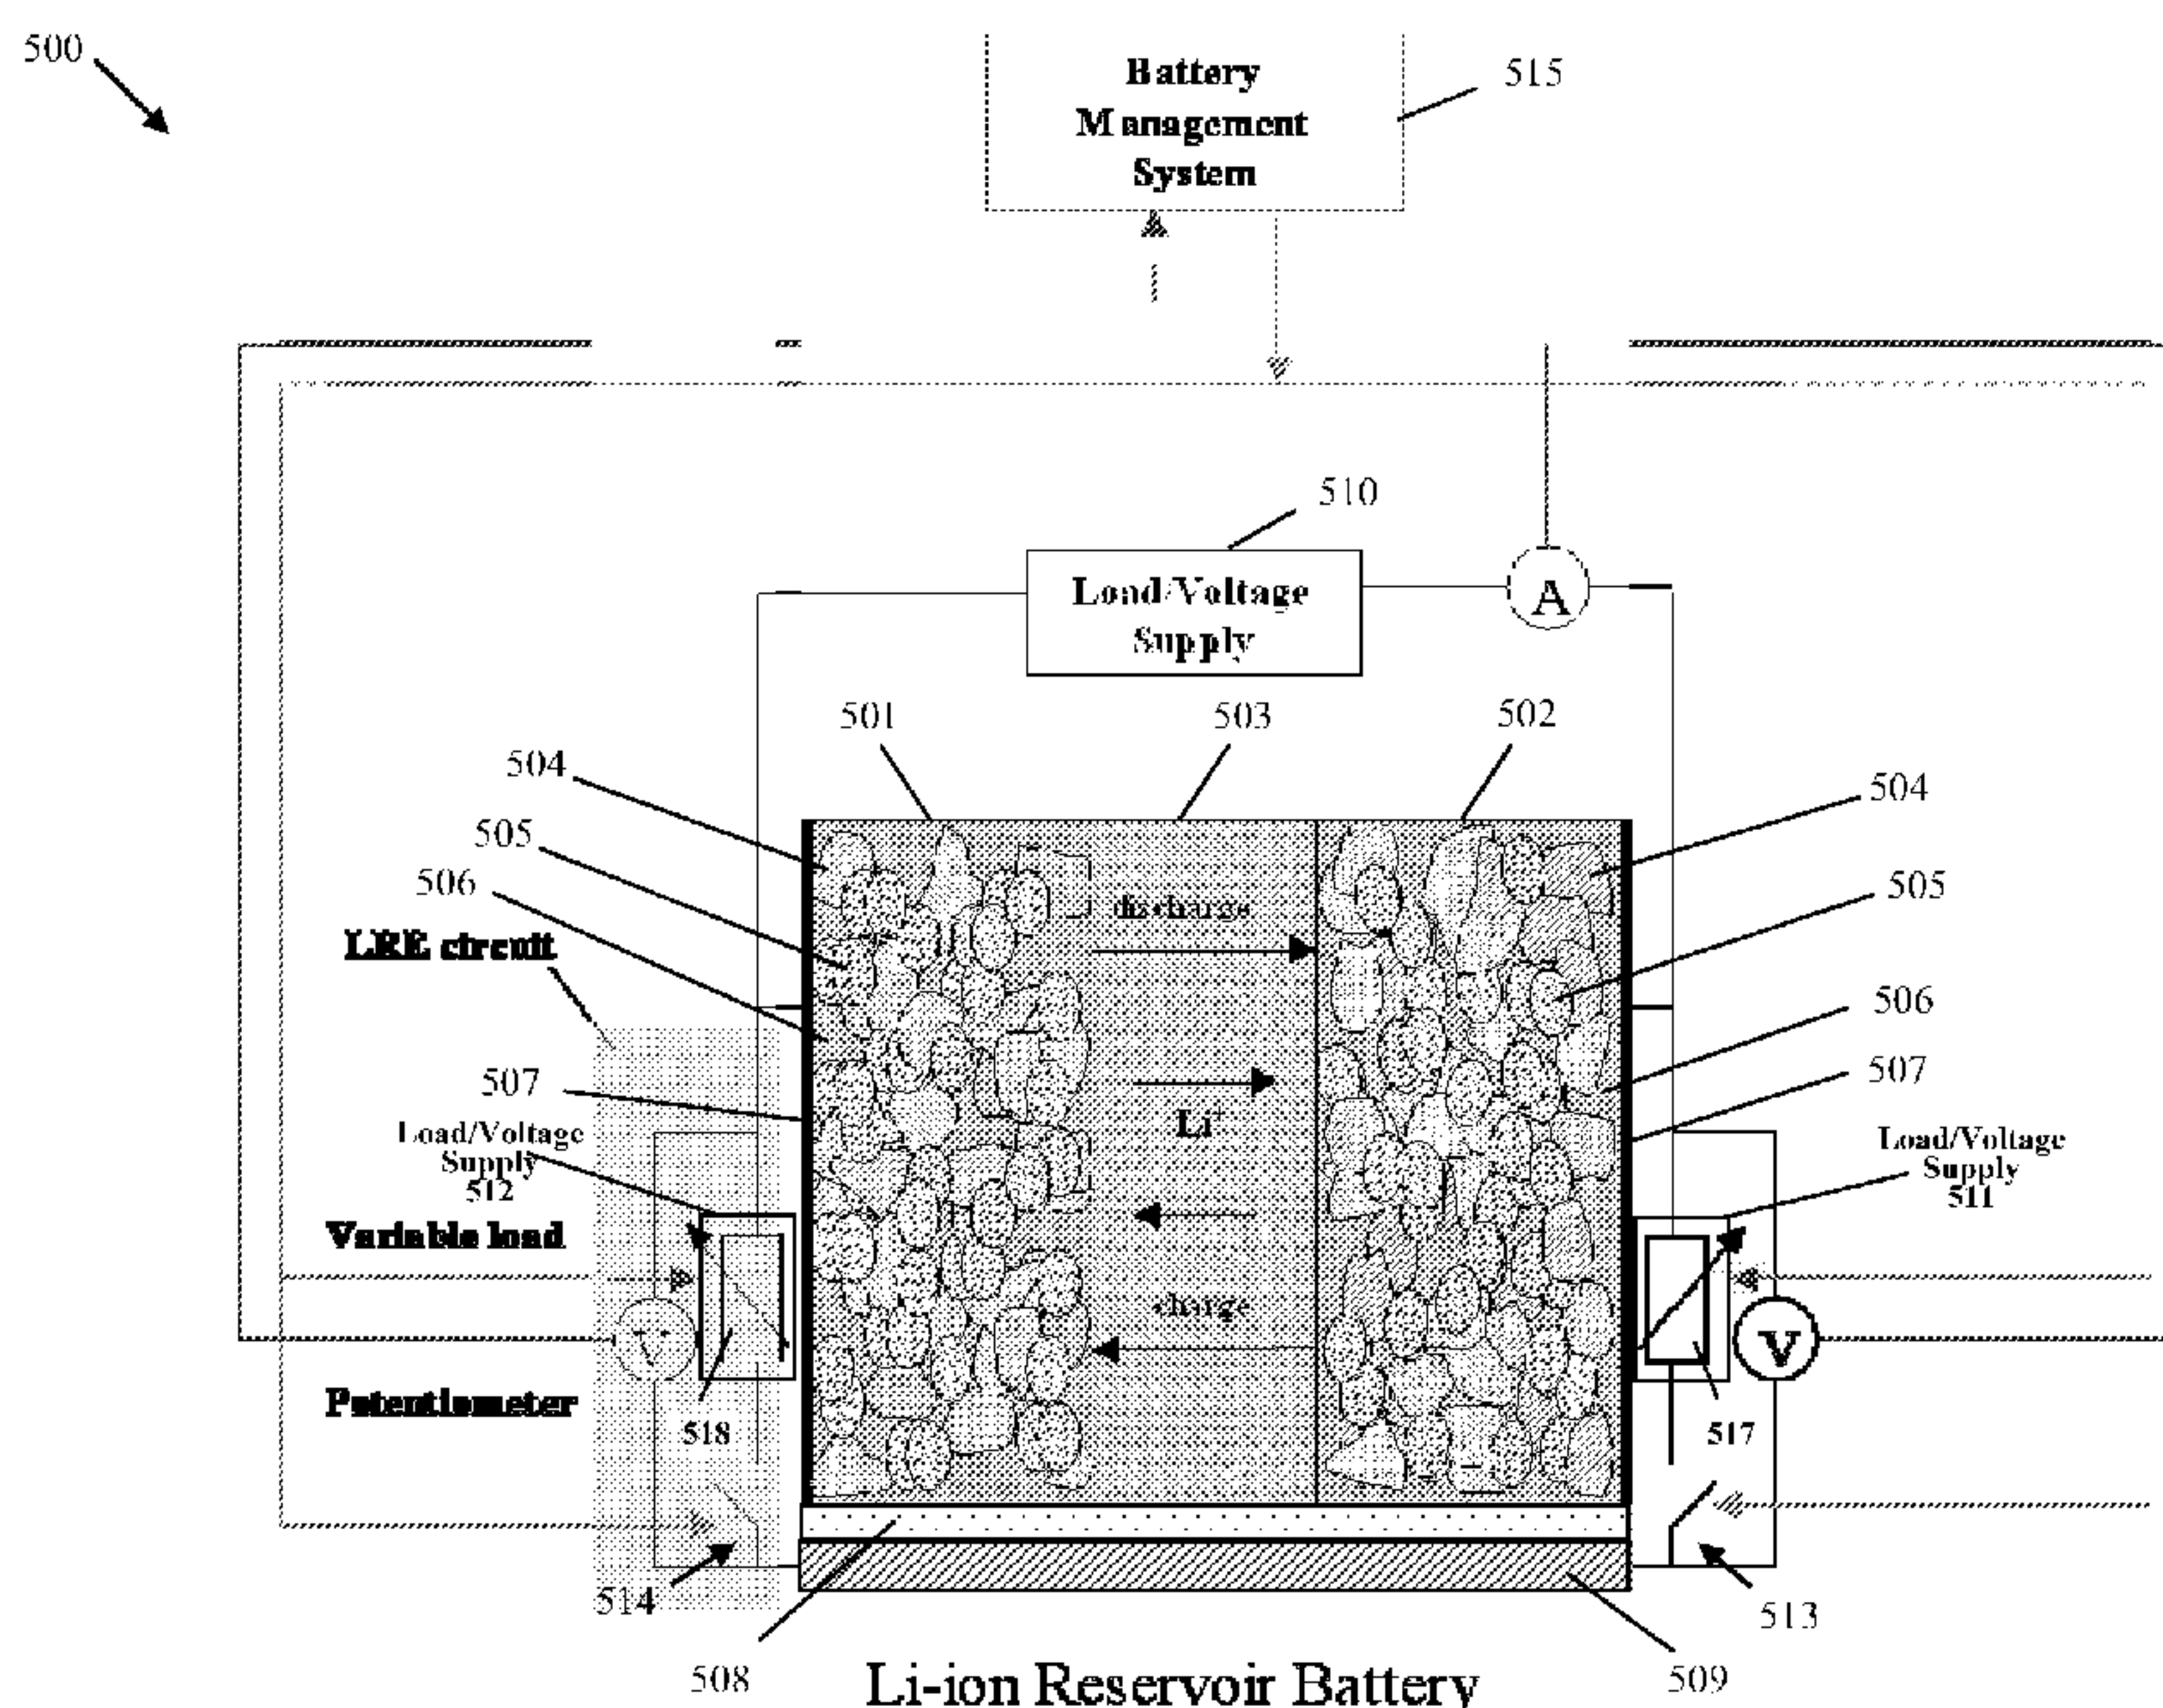 500
Battery
Management
System
515
510
Load/Voltage
Supply
A
501
503
502
504
504
505
505
discharge
506
LRE circuit
506
507
507
Li+
Load/Voltage
Supply
512
Load/Voltage
Supply
511
Variable load
charge
V
V
Potentiometer
518
517
514
513
508
Li-ion Reservoir Battery
509